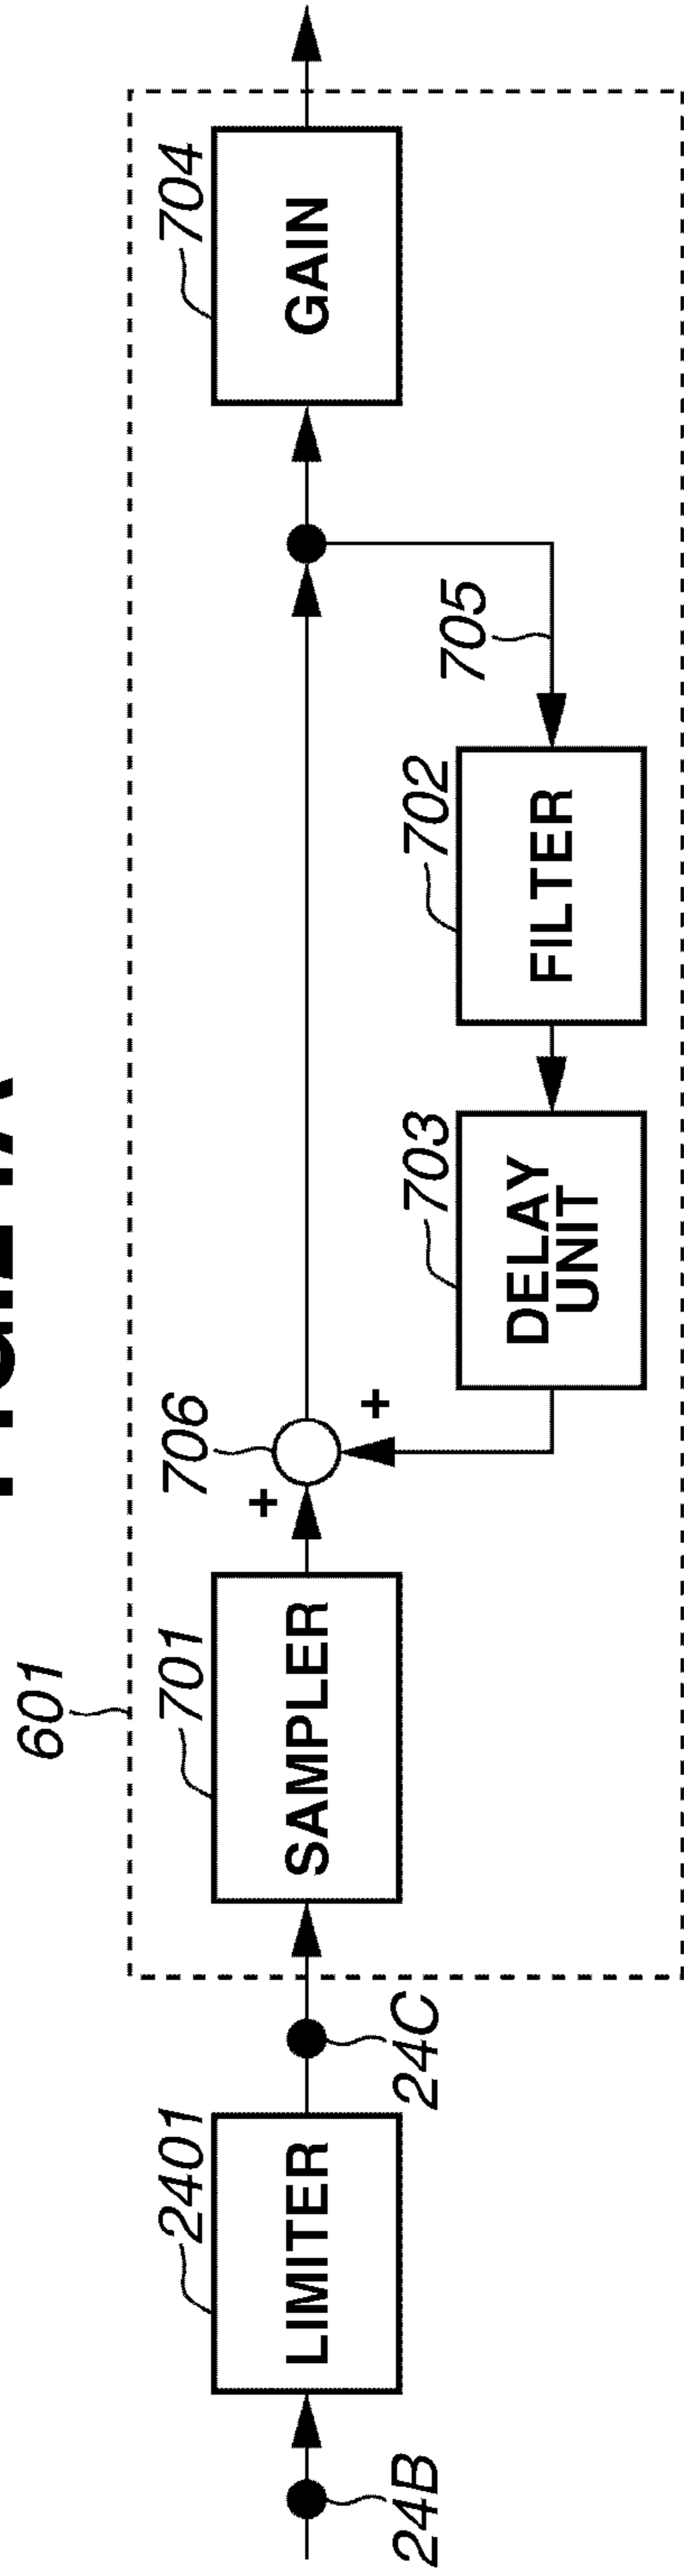 601
2401
LIMITER
24B
24C
701
SAMPLER
706
+
+
704
GAIN
705
702
FILTER
703
DELAY
UNIT